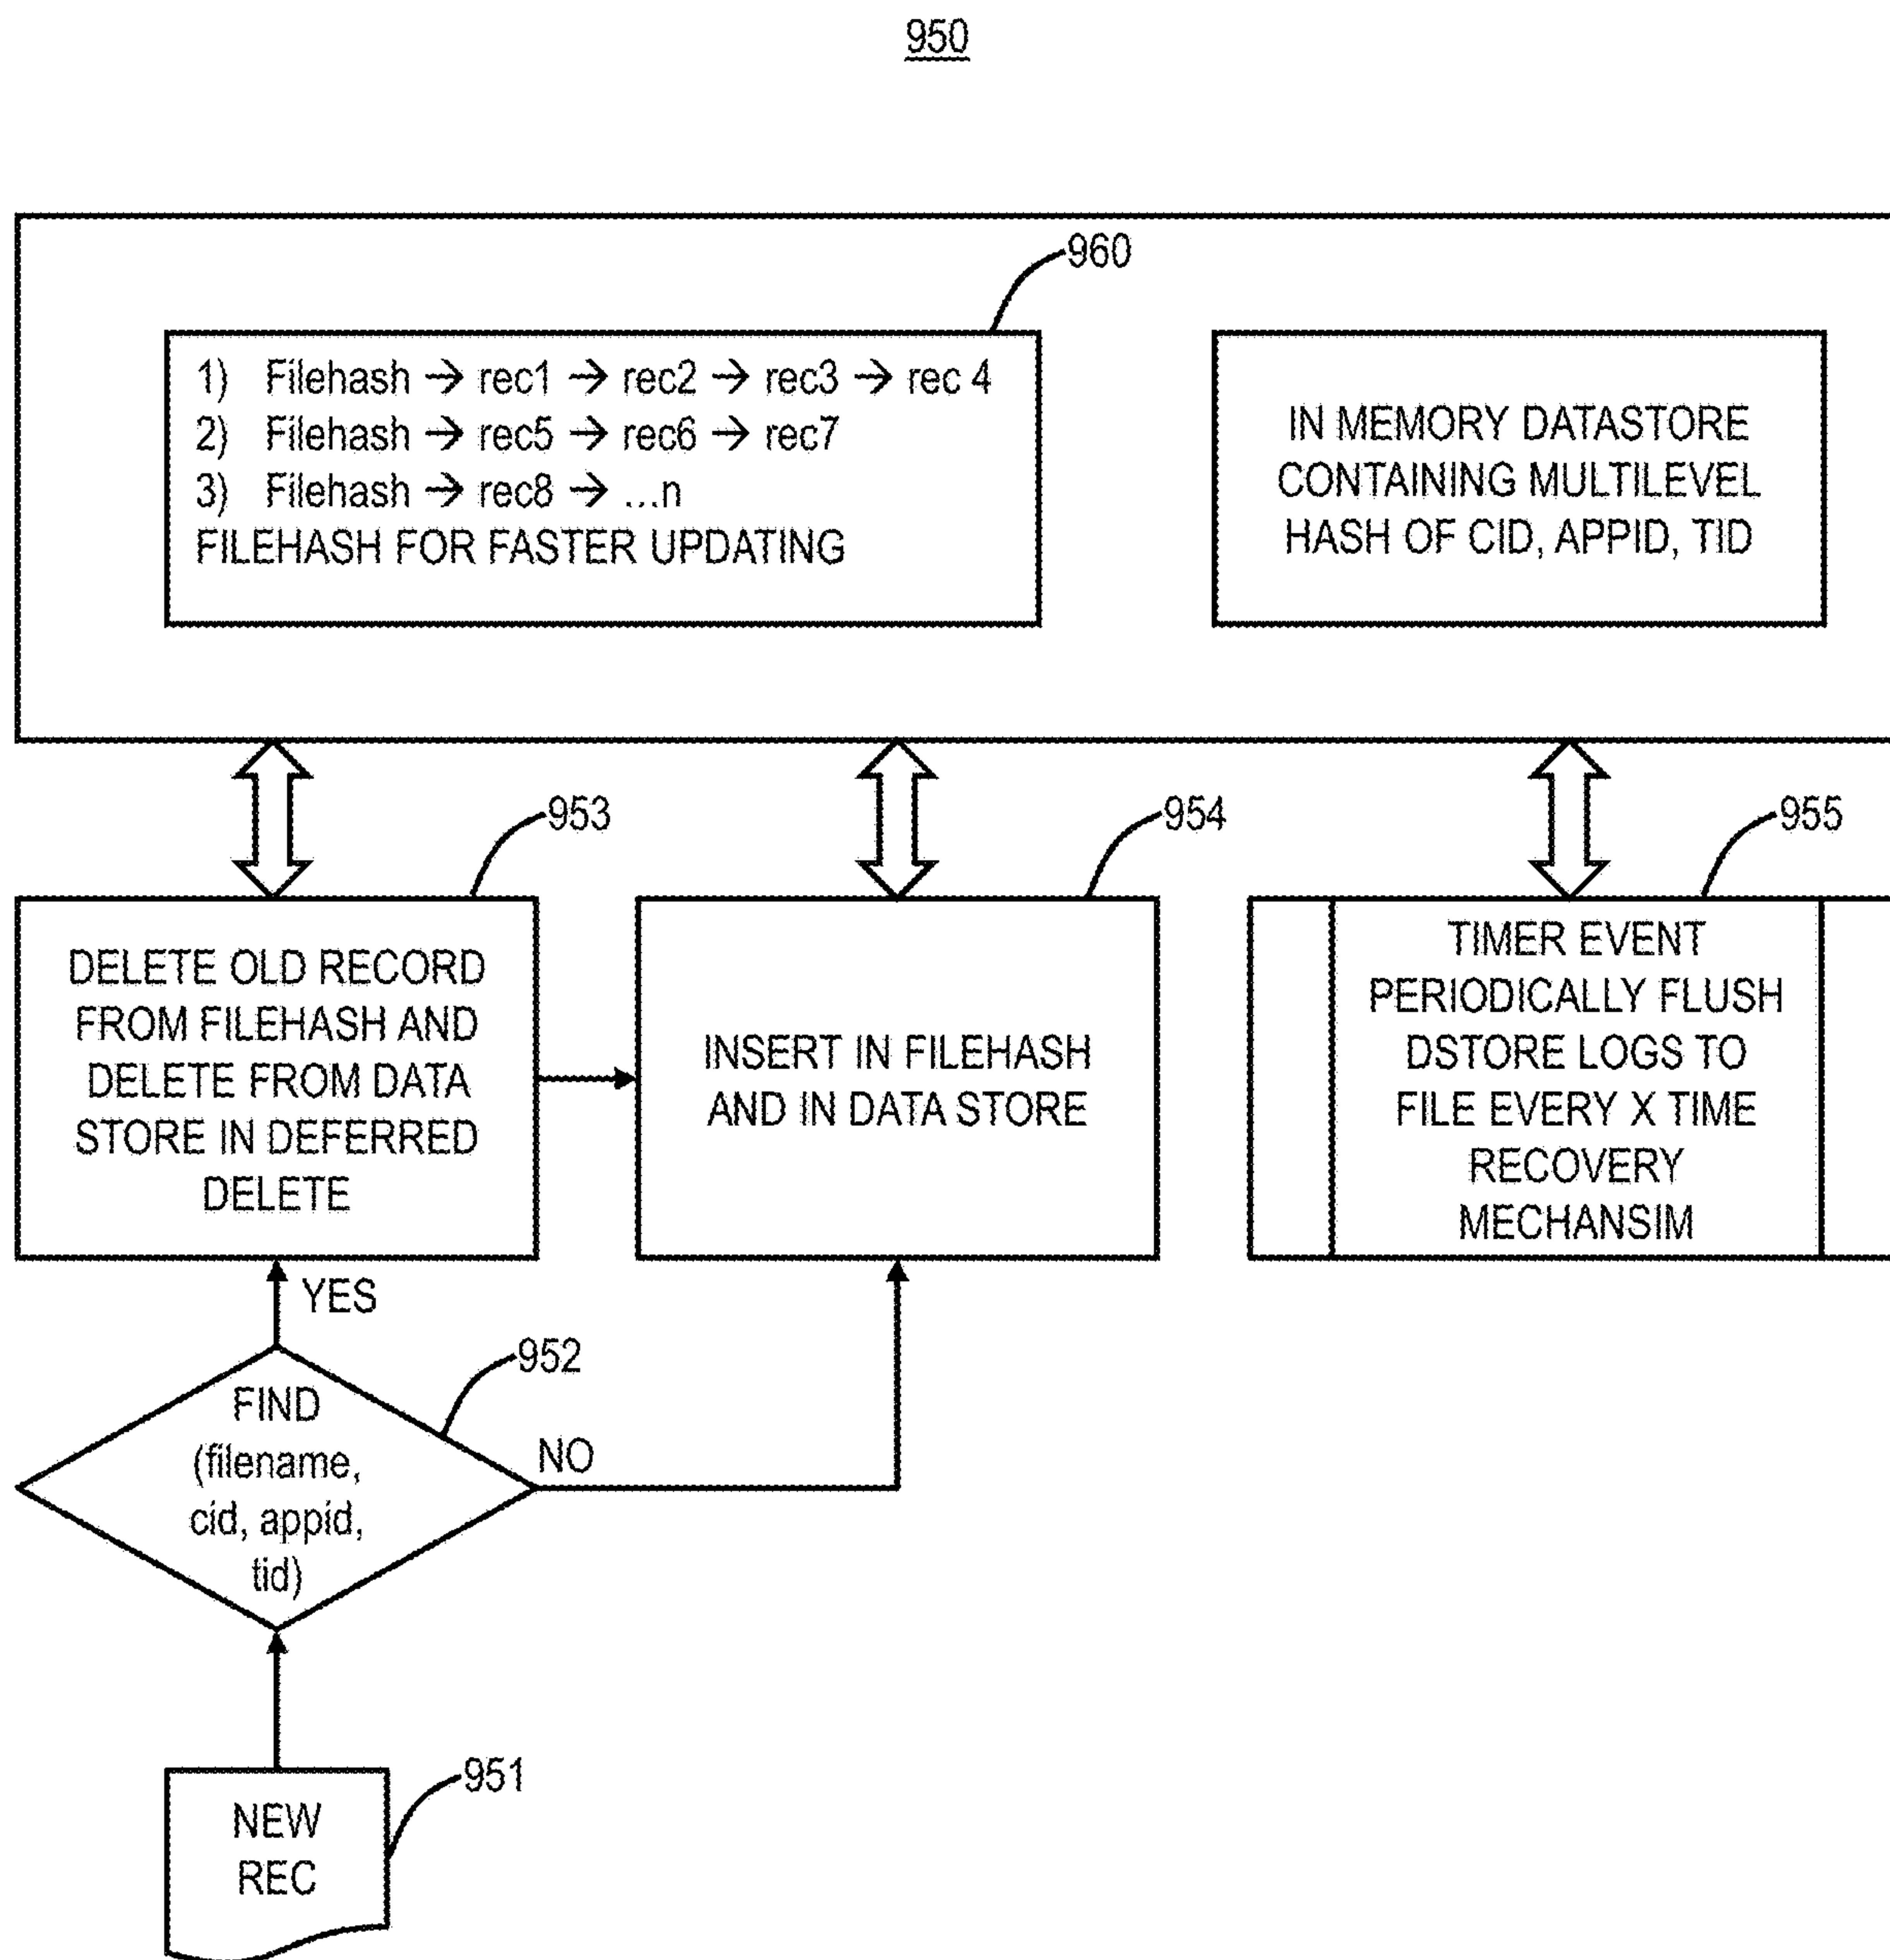 950
960
1) Filehash → rec1 → rec2 → rec3 → rec 4
2) Filehash → rec5 → rec6 → rec7
3) Filehash → rec8 → ...n
FILEHASH FOR FASTER UPDATING
IN MEMORY DATASTORE
CONTAINING MULTILEVEL
HASH OF CID, APPID, TID
953
DELETE OLD RECORD
FROM FILEHASH AND
DELETE FROM DATA
STORE IN DEFERRED
DELETE
954
INSERT IN FILEHASH
AND IN DATA STORE
955
TIMER EVENT
PERIODICALLY FLUSH
DSTORE LOGS TO
FILE EVERY X TIME
RECOVERY
MECHANSIM
YES
952
FIND
(filename,
cid, appid,
tid)
NO
951
NEW
REC